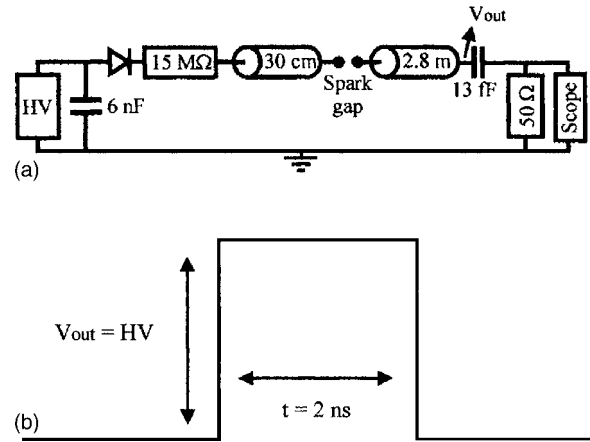 Vout
HV
6 nF
15 MΩ
30 cm
Spark
gap
2.8 m
13 fF
50 Ω
Scope
(a)
Vout = HV
t = 2 ns
(b)